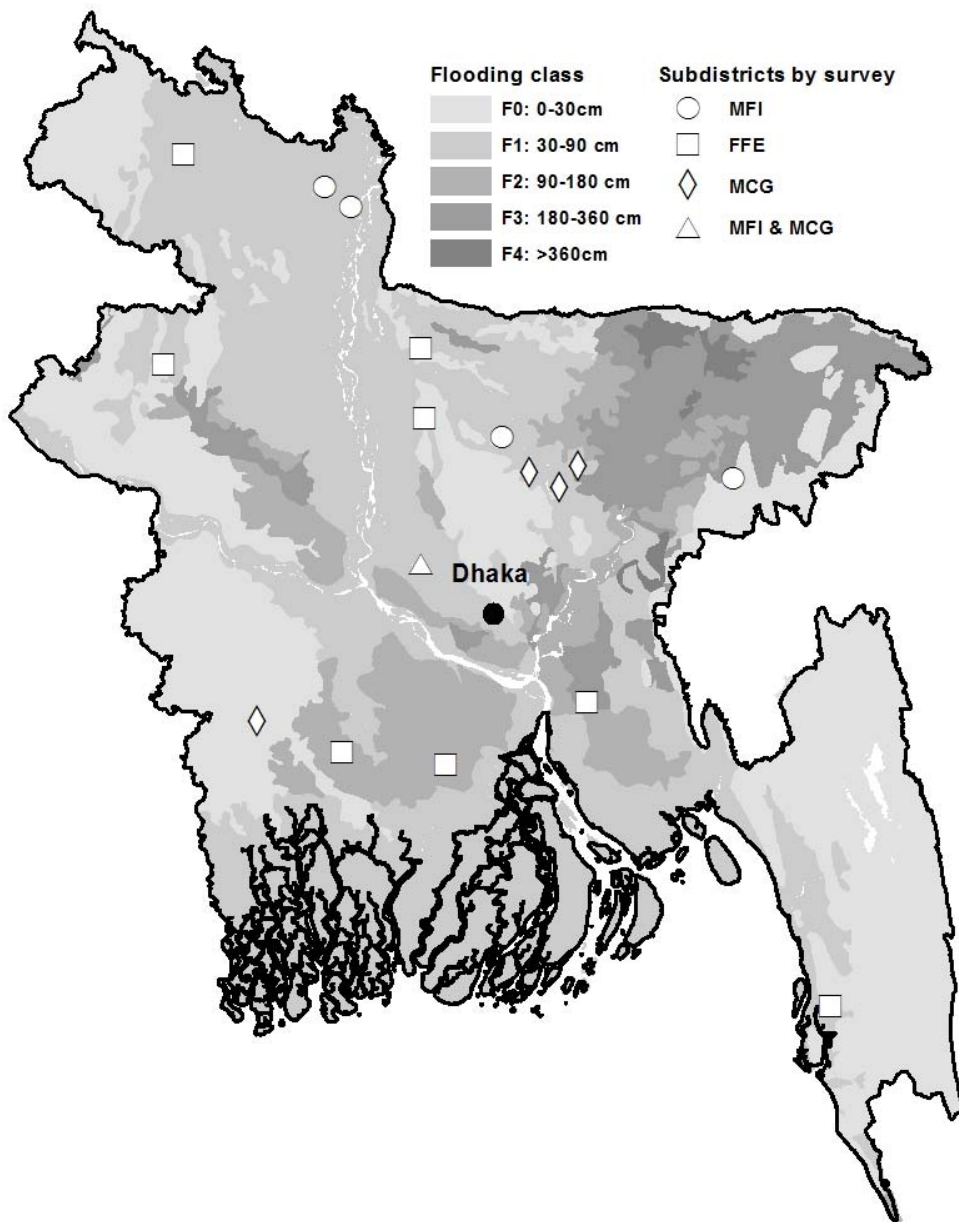 Flooding class
F0: 0-30cm
F1: 30-90 cm
F2: 90-180 cm
F3: 180-360 cm
F4: >360cm
Subdistricts by survey
MFI
FFE
MCG
MFI & MCG
Dhaka